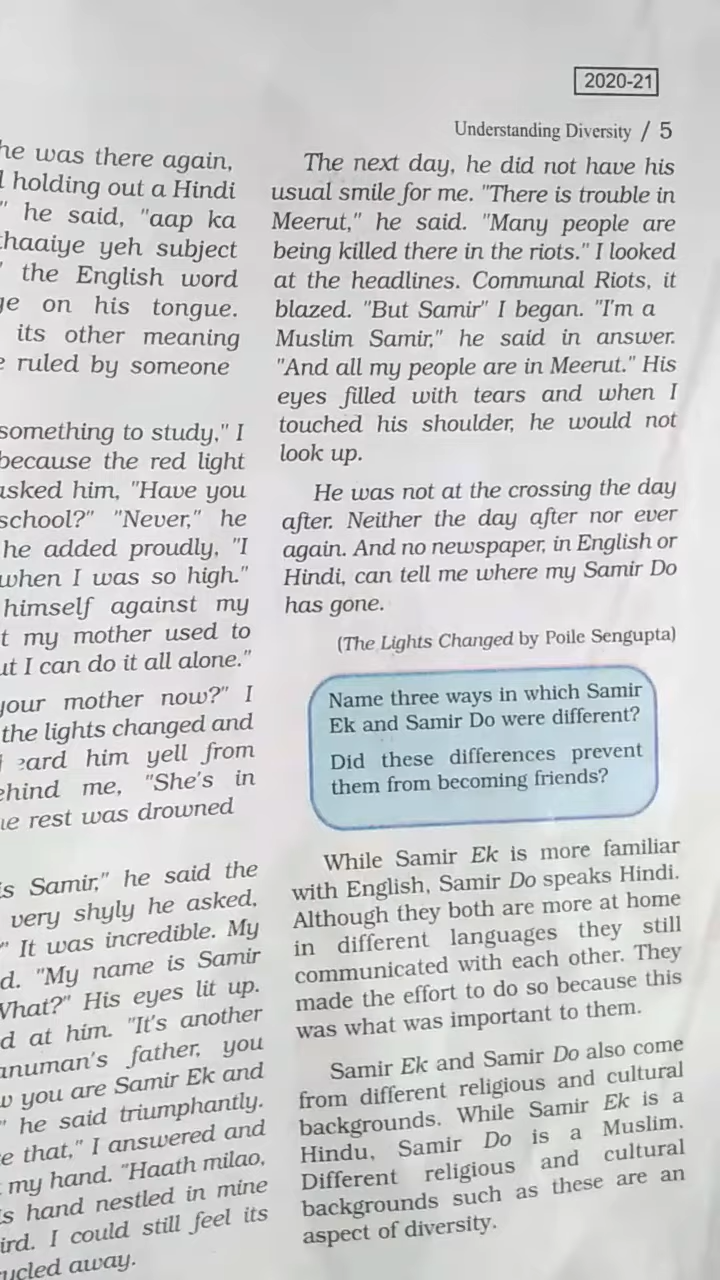 2020-21
Understanding Diversity / 5
he was there again,
holding out a Hindi
" he said, "aap ka
haaiye yeh subject
the English word
on his tongue.
its other meaning
ruled by someone
something to study," I
because the red light
asked him, "Have you
school?" "Never," he
he added proudly, "I
when I was so high."
himself against my
my mother used to
I can do it all alone."
your mother now?" I
the lights changed and
him yell from
me, "She's in
rest was drowned
Samir," he said the
very shyly he asked,
" It was incredible. My
"My name is Samir
What?" His eyes lit up.
at him. "It's another
father, you
you are Samir Ek and
" he said triumphantly.
that," I answered and
my hand. "Haath milao,
hand nestled in mine
I could still feel its
away.
The next day, he did not have his
usual smile for me. "There is trouble in
Meerut," he said. "Many people are
being killed there in the riots." I looked
at the headlines. Communal Riots, it
blazed. "But Samir" I began. "I'm a
Muslim Samir," he said in answer.
"And all my people are in Meerut." His
eyes filled with tears and when I
touched his shoulder, he would not
look up.
He was not at the crossing the day
after. Neither the day after nor ever
again. And no newspaper, in English or
Hindi, can tell me where my Samir Do
has gone.
(The Lights Changed by Poile Sengupta)
Name three ways in which Samir
Ek and Samir Do were different?
Did these differences prevent
them from becoming friends?
While Samir Ek is more familiar
with English, Samir Do speaks Hindi.
Although they both are more at home
in different languages they still
communicated with each other. They
made the effort to do so because this
was what was important to them.
Samir Ek and Samir Do also come
from different religious and cultural
backgrounds. While Samir Ek is a
Hindu, Samir Do is a Muslim.
Different religious and cultural
backgrounds such as these are an
aspect of diversity.